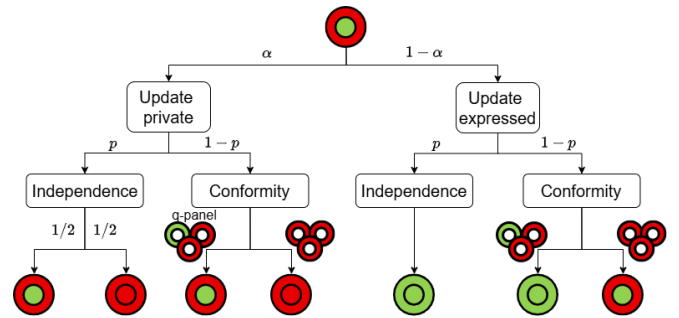 α
1 − α
Update
private
Update
expressed
p
1 − p
p
1 − p
Independence
Conformity
Independence
Conformity
q-panel
1/2
1/2